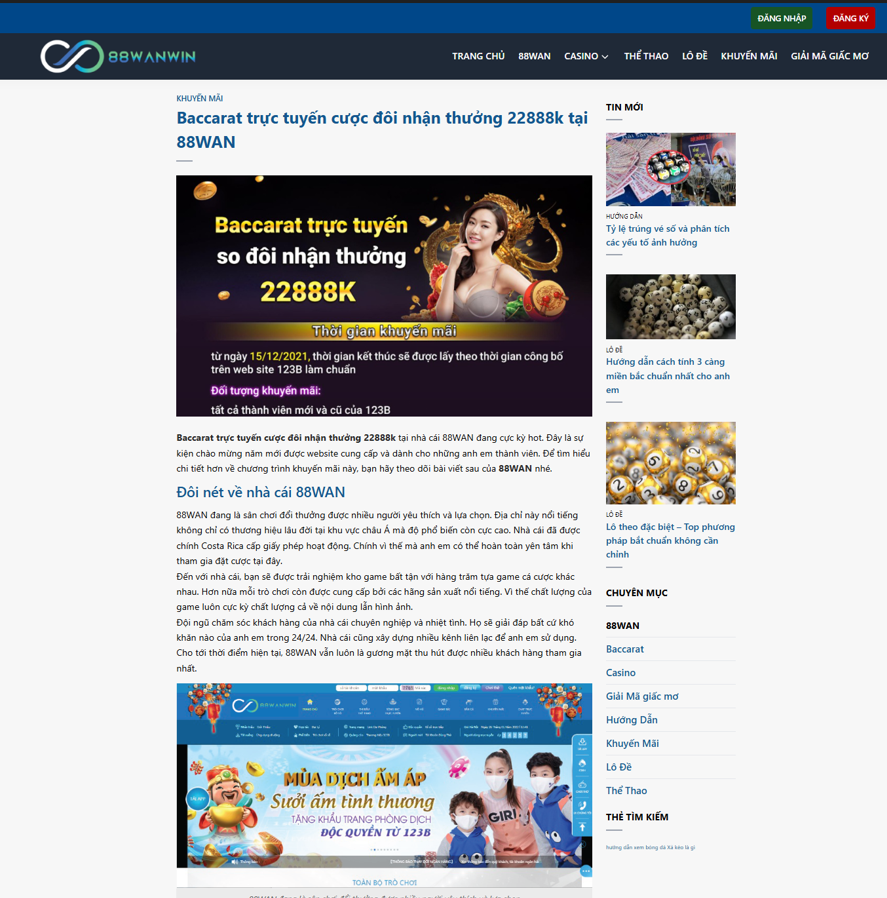 ĐĂNG NHẬP
ĐĂNG KÝ
88WANWIN
TRANG CHỦ
88WAN
CASINO
THỂ THAO
LÔ ĐỀ
KHUYẾN MÃI
GIẢI MÃ GIẤC MƠ
KHUYẾN MÃI
Baccarat trực tuyến cược đôi nhận thưởng 22888k tại
88WAN
Baccarat trực tuyến
so đôi nhận thưởng
22888K
Thời gian khuyến mãi
từ ngày 15/12/2021, thời gian kết thúc sẽ được lấy theo thời gian công bố
trên web site 123B làm chuẩn
Đối tượng khuyến mãi:
tất cả thành viên mới và cũ của 123B
Baccarat trực tuyến cược đôi nhận thưởng 22888k tại nhà cái 88WAN đang cực kỳ hot. Đây là sự
kiện chào mừng năm mới được website cung cấp và dành cho những anh em thành viên. Để tìm hiểu
chi tiết hơn về chương trình khuyến mãi này, bạn hãy theo dõi bài viết sau của 88WAN nhé.
Đôi nét về nhà cái 88WAN
88WAN đang là sân chơi đổi thưởng được nhiều người yêu thích và lựa chọn. Địa chỉ này nổi tiếng
không chỉ có thương hiệu lâu đời tại khu vực châu Á mà độ phổ biến còn cực cao. Nhà cái đã được
chính Costa Rica cấp giấy phép hoạt động. Chính vì thế mà anh em có thể hoàn toàn yên tâm khi
tham gia đặt cược tại đây.
Đến với nhà cái, bạn sẽ được trải nghiệm kho game bất tận với hàng trăm tựa game cá cược khác
nhau. Hơn nữa mỗi trò chơi còn được cung cấp bởi các hãng sản xuất nổi tiếng. Vì thế chất lượng của
game luôn cực kỳ chất lượng cả về nội dung lẫn hình ảnh.
Đội ngũ chăm sóc khách hàng của nhà cái chuyên nghiệp và nhiệt tình. Họ sẽ giải đáp bất cứ khó
khăn nào của anh em trong 24/24. Nhà cái cũng xây dựng nhiều kênh liên lạc để anh em sử dụng.
Cho tới thời điểm hiện tại, 88WAN vẫn luôn là gương mặt thu hút được nhiều khách hàng tham gia
nhất.
88WANWIN
MÙA DỊCH ẤM ÁP
Sưởi ấm tình thương
TẶNG KHẨU TRANG PHÒNG DỊCH
ĐỘC QUYỀN TỪ 123B
TOÀN BỘ TRÒ CHƠI
TIN MỚI
HƯỚNG DẪN
Tỷ lệ trúng vé số và phân tích
các yếu tố ảnh hưởng
LÔ ĐỀ
Hướng dẫn cách tính 3 càng
miền bắc chuẩn nhất cho anh
em
LÔ ĐỀ
Lô theo đặc biệt – Top phương
pháp bắt chuẩn không cần
chỉnh
CHUYÊN MỤC
88WAN
Baccarat
Casino
Giải Mã giấc mơ
Hướng Dẫn
Khuyến Mãi
Lô Đề
Thể Thao
THẺ TÌM KIẾM
hướng dẫn xem bóng đá Xà kèo là gì